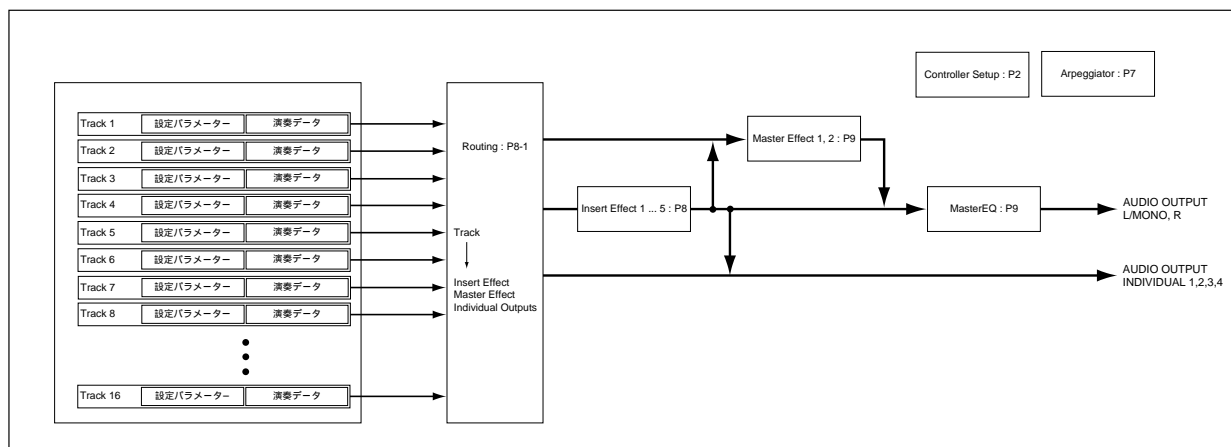 Controller Setup : P2
Arpeggiator : P7
Track 1 設定パラメーター 演奏データ
Track 2 設定パラメーター 演奏データ
Track 3 設定パラメーター 演奏データ
Track 4 設定パラメーター 演奏データ
Track 5 設定パラメーター 演奏データ
Track 6 設定パラメーター 演奏データ
Track 7 設定パラメーター 演奏データ
Track 8 設定パラメーター 演奏データ
Track 16 設定パラメーター 演奏データ
Routing : P8-1
Track
Insert Effect
Master Effect
Individual Outputs
Master Effect 1, 2 : P9
Insert Effect 1 ... 5 : P8
MasterEQ : P9
AUDIO OUTPUT
L/MONO, R
AUDIO OUTPUT
INDIVIDUAL 1,2,3,4